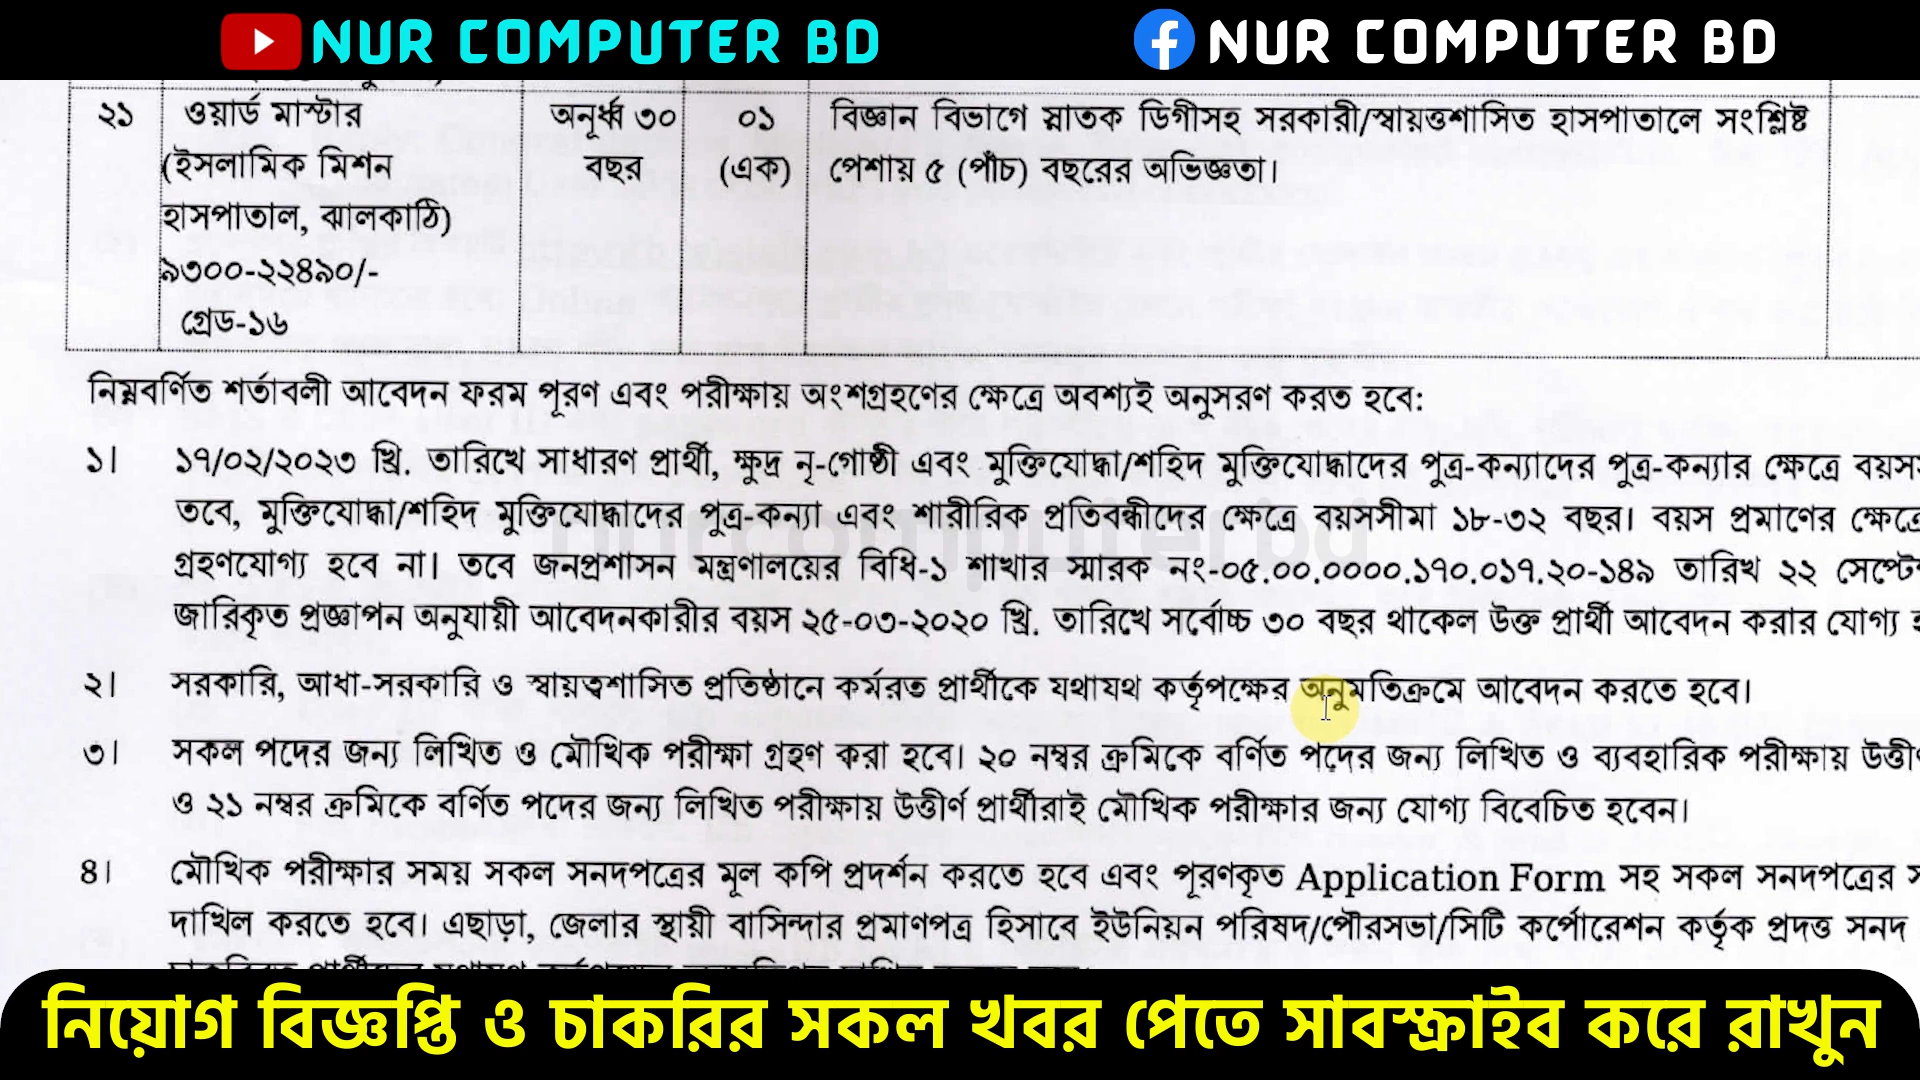 NUR COMPUTER BD NUR COMPUTER BD
২১ ওয়ার্ড মাস্টার অনূর্ধ্ব ৩০ ০১ বিজ্ঞান বিভাগে স্নাতক ডিগীসহ সরকারী/স্বায়ত্তশাসিত হাসপাতালে সংশ্লিষ্ট
(ইসলামিক মিশন বছর (এক) পেশায় ৫ (পাঁচ) বছরের অভিজ্ঞতা।
হাসপাতাল, ঝালকাঠি)
৯৩০০-২২৪৯০/-
গ্রেড-১৬
নিম্নবর্ণিত শর্তাবলী আবেদন ফরম পূরণ এবং পরীক্ষায় অংশগ্রহণের ক্ষেত্রে অবশ্যই অনুসরণ করত হবে:
১। ১৭/০২/২০২৩ খ্রি. তারিখে সাধারণ প্রার্থী, ক্ষুদ্র নৃ-গোষ্ঠী এবং মুক্তিযোদ্ধা/শহিদ মুক্তিযোদ্ধাদের পুত্র-কন্যাদের পুত্র-কন্যার ক্ষেত্রে
তবে, মুক্তিযোদ্ধা/শহিদ মুক্তিযোদ্ধাদের পুত্র-কন্যা এবং শারীরিক প্রতিবন্ধীদের ক্ষেত্রে বয়সসীমা ১৮-৩২ বছর। বয়স প্রমাণের ক্ষেত্রে
গ্রহণযোগ্য হবে না। তবে জনপ্রশাসন মন্ত্রণালয়ের বিধি-১ শাখার স্মারক নং-০৫.০০.০০০০.১৭০.০১৭.২০-১৪৯ তারিখ ২২
জারিকৃত প্রজ্ঞাপন অনুযায়ী আবেদনকারীর বয়স ২৫-০৩-২০২০ খ্রি. তারিখে সর্বোচ্চ ৩০ বছর থাকেল উক্ত প্রার্থী আবেদন করার যোগ্য
২। সরকারি, আধা-সরকারি ও স্বায়ত্বশাসিত প্রতিষ্ঠানে কর্মরত প্রার্থীকে যথাযথ কর্তৃপক্ষের অনুমতিক্রমে আবেদন করতে হবে।
৩। সকল পদের জন্য লিখিত ও মৌখিক পরীক্ষা গ্রহণ করা হবে। ২০ নম্বর ক্রমিকে বর্ণিত পদের জন্য লিখিত ও ব্যবহারিক পরীক্ষায়
ও ২১ নম্বর ক্রমিকে বর্ণিত পদের জন্য লিখিত পরীক্ষায় উত্তীর্ণ প্রার্থীরাই মৌখিক পরীক্ষার জন্য যোগ্য বিবেচিত হবেন।
৪। মৌখিক পরীক্ষার সময় সকল সনদপত্রের মূল কপি প্রদর্শন করতে হবে এবং পূরণকৃত Application Form সহ সকল সনদপত্রের
দাখিল করতে হবে। এছাড়া, জেলার স্থায়ী বাসিন্দার প্রমাণপত্র হিসাবে ইউনিয়ন পরিষদ/পৌরসভা/সিটি কর্পোরেশন কর্তৃক প্রদত্ত সনদ
nurcomputerbd
নিয়োগ বিজ্ঞপ্তি ও চাকরির সকল খবর পেতে সাবস্ক্রাইব করে রাখুন